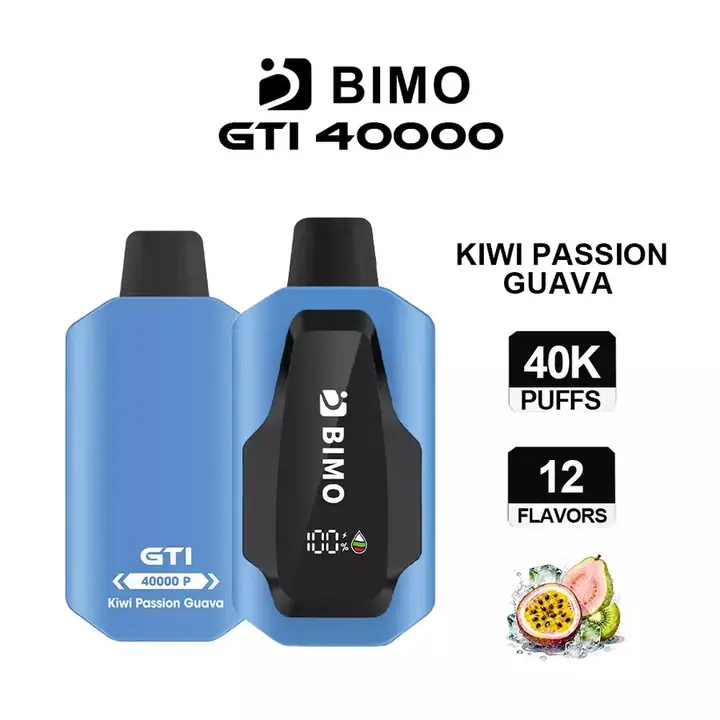 BIMO
GTI 40000
KIWI PASSION
GUAVA
40K
PUFFS
12
FLAVORS
GTI
40000 P
Kiwi Passion Guava
BIMO
100%